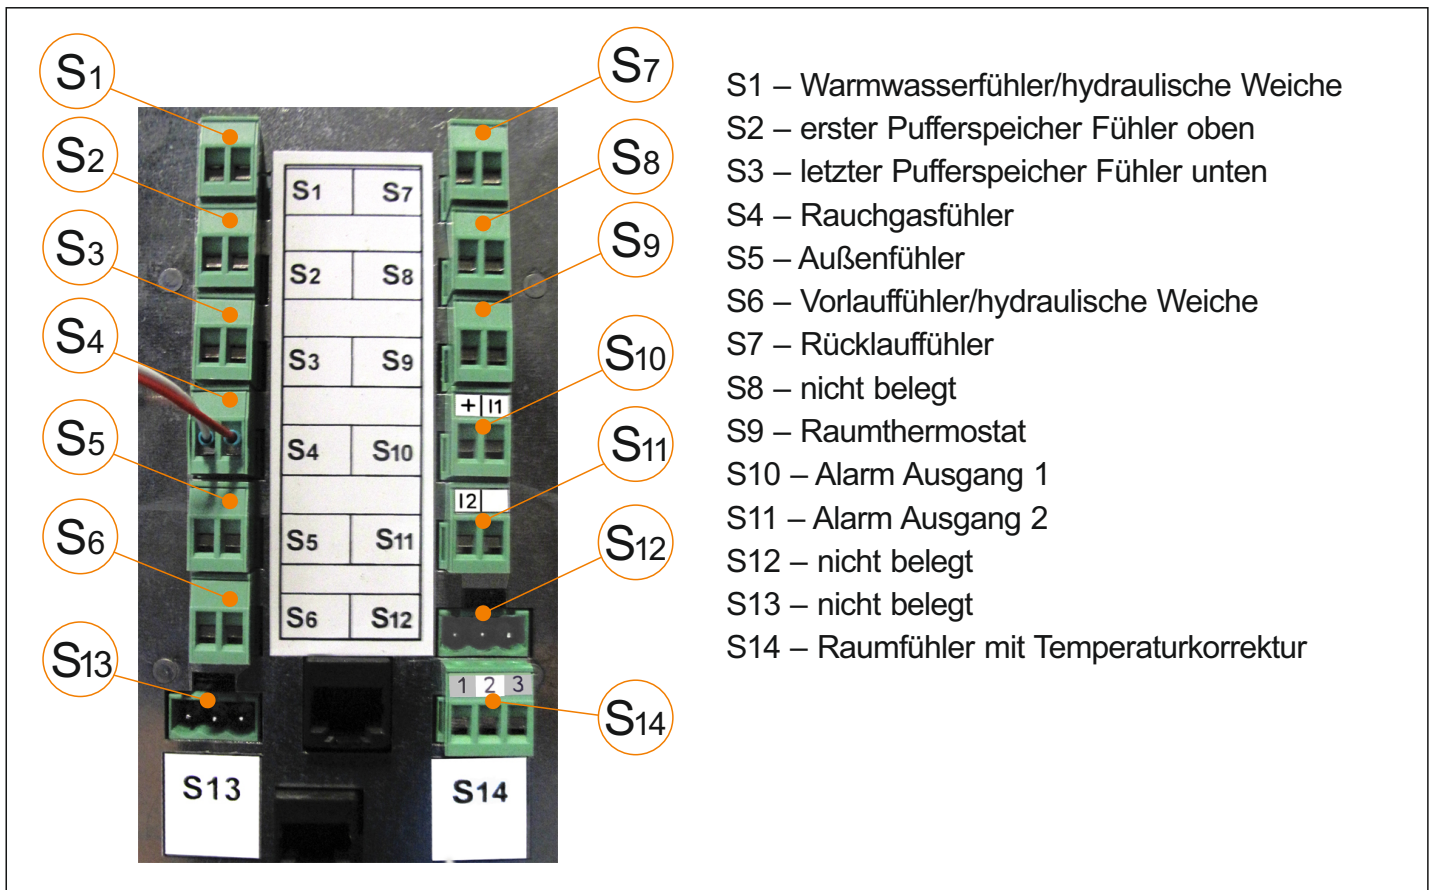 S1
S2
S3
S4
S5
S6
S13
S7
S8
S9
S10
S11
S12
S14
S1 S7
S2 S8
S3 S9
S4 S10
S5 S11
S6 S12
+ I1
I2
1 2 3
S13
S14
S1 – Warmwasserfühler/hydraulische Weiche
S2 – erster Pufferspeicher Fühler oben
S3 – letzter Pufferspeicher Fühler unten
S4 – Rauchgasfühler
S5 – Außenfühler
S6 – Vorlauffühler/hydraulische Weiche
S7 – Rücklauffühler
S8 – nicht belegt
S9 – Raumthermostat
S10 – Alarm Ausgang 1
S11 – Alarm Ausgang 2
S12 – nicht belegt
S13 – nicht belegt
S14 – Raumfühler mit Temperaturkorrektur